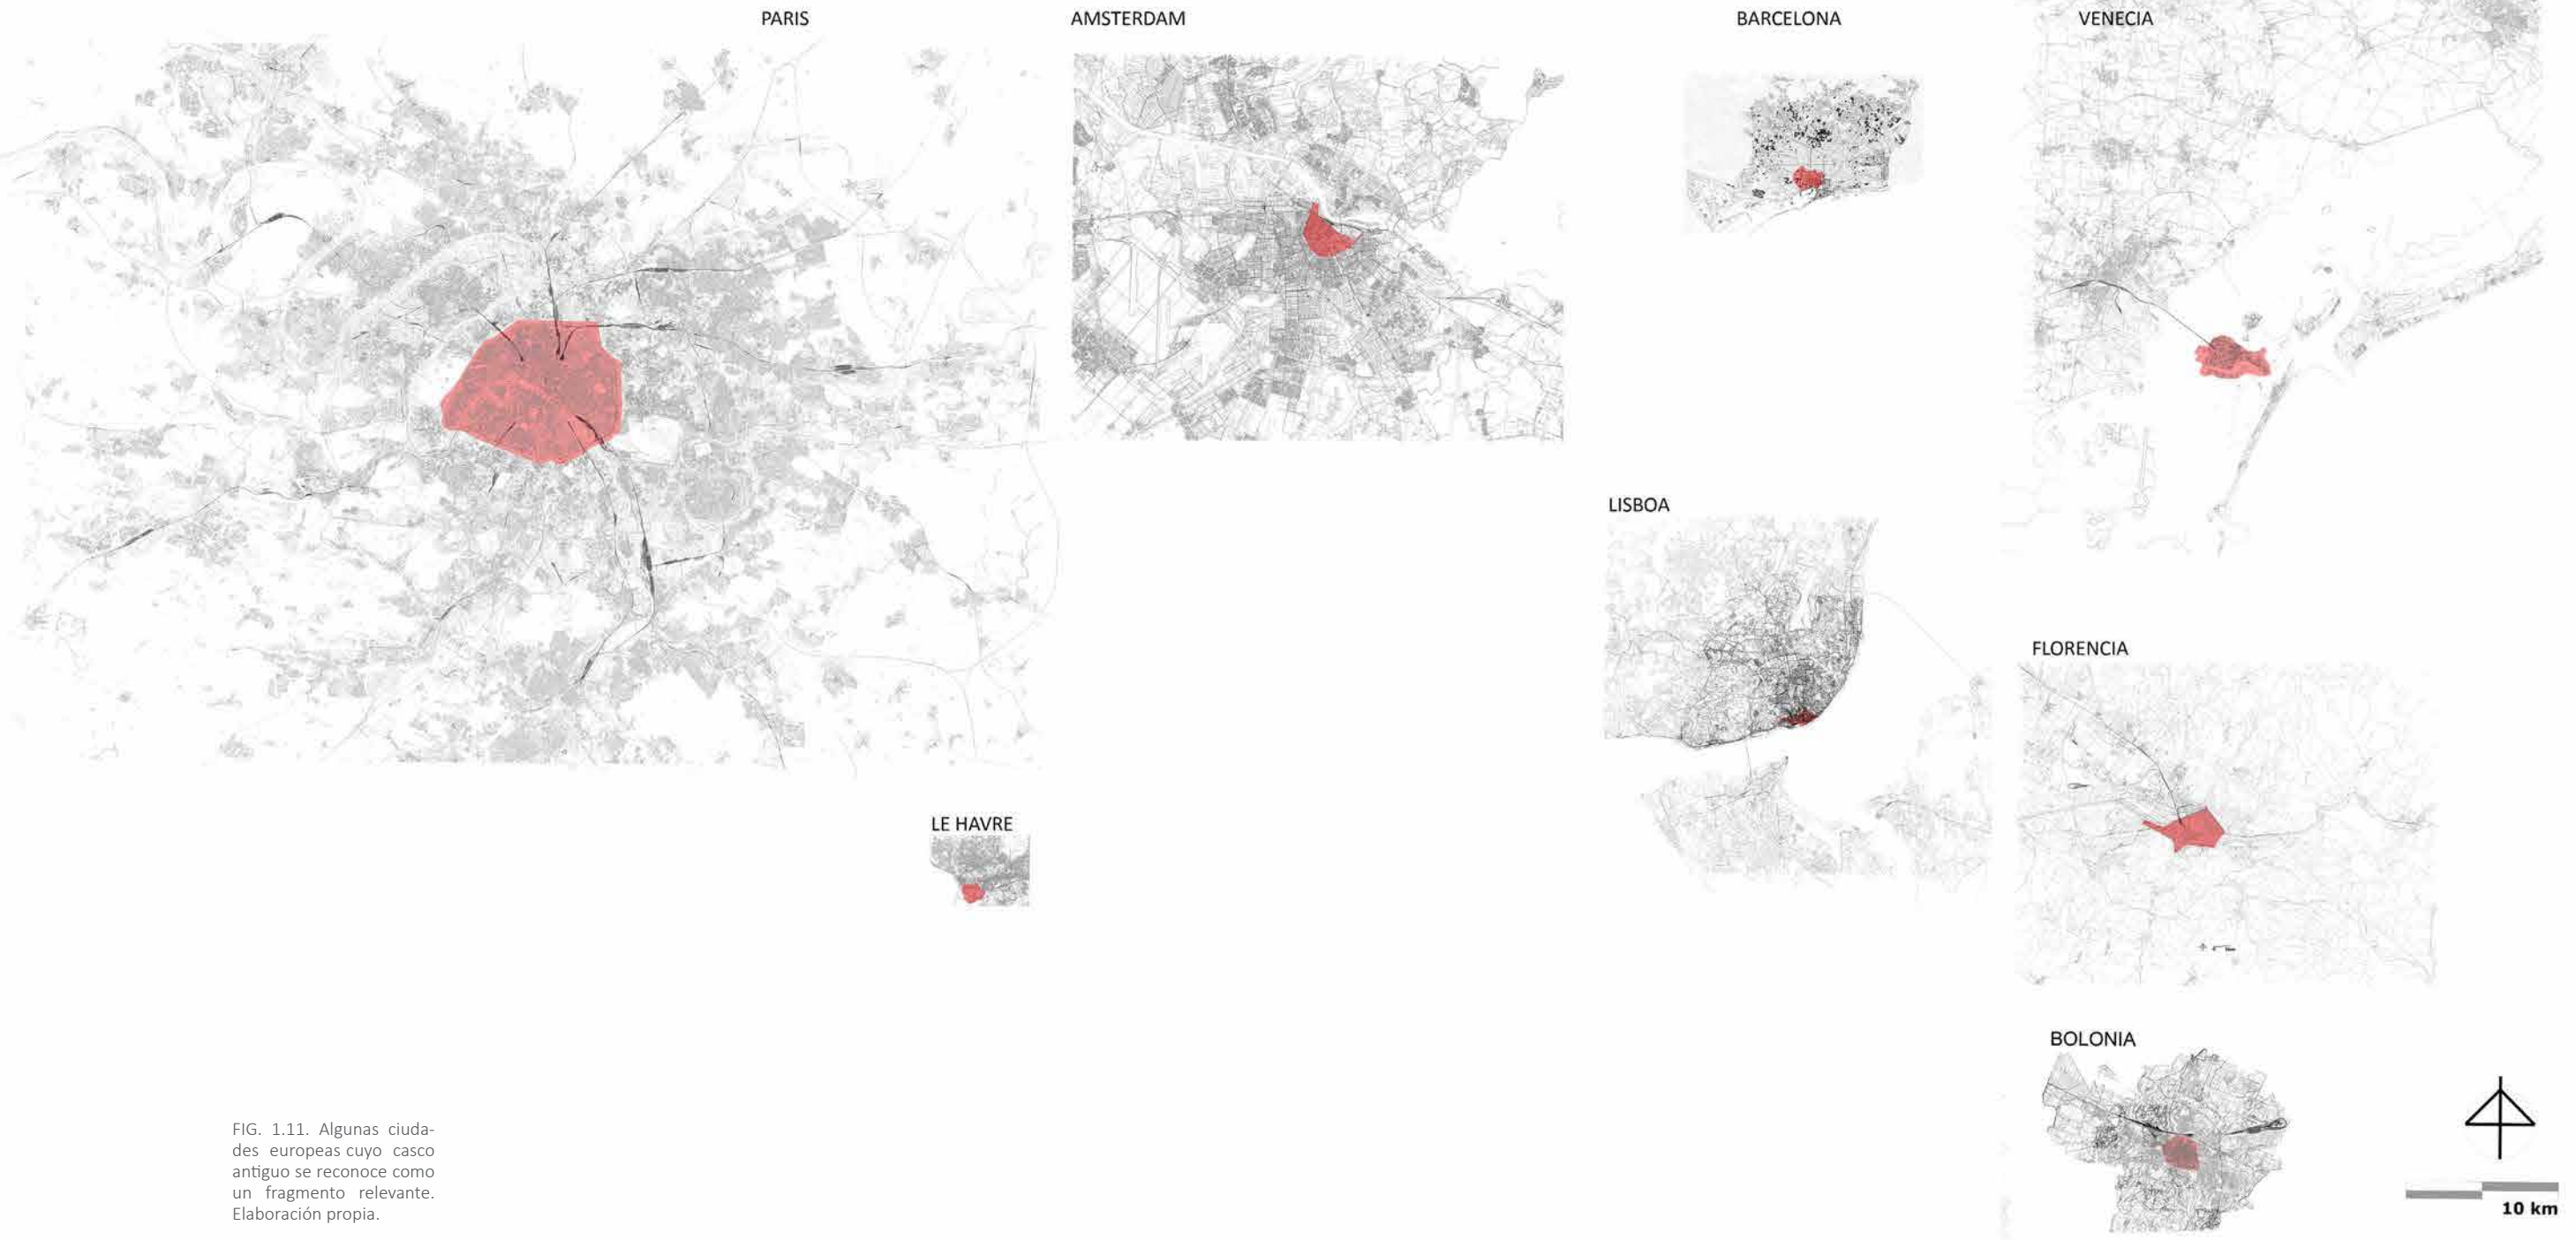 PARIS
AMSTERDAM
BARCELONA
VENECIA
LISBOA
FLORENCIA
LE HAVRE
BOLONIA
FIG. 1.11. Algunas ciuda-
des europeas cuyo casco
antiguo se reconoce como
un fragmento relevante.
Elaboración propia.
10 km